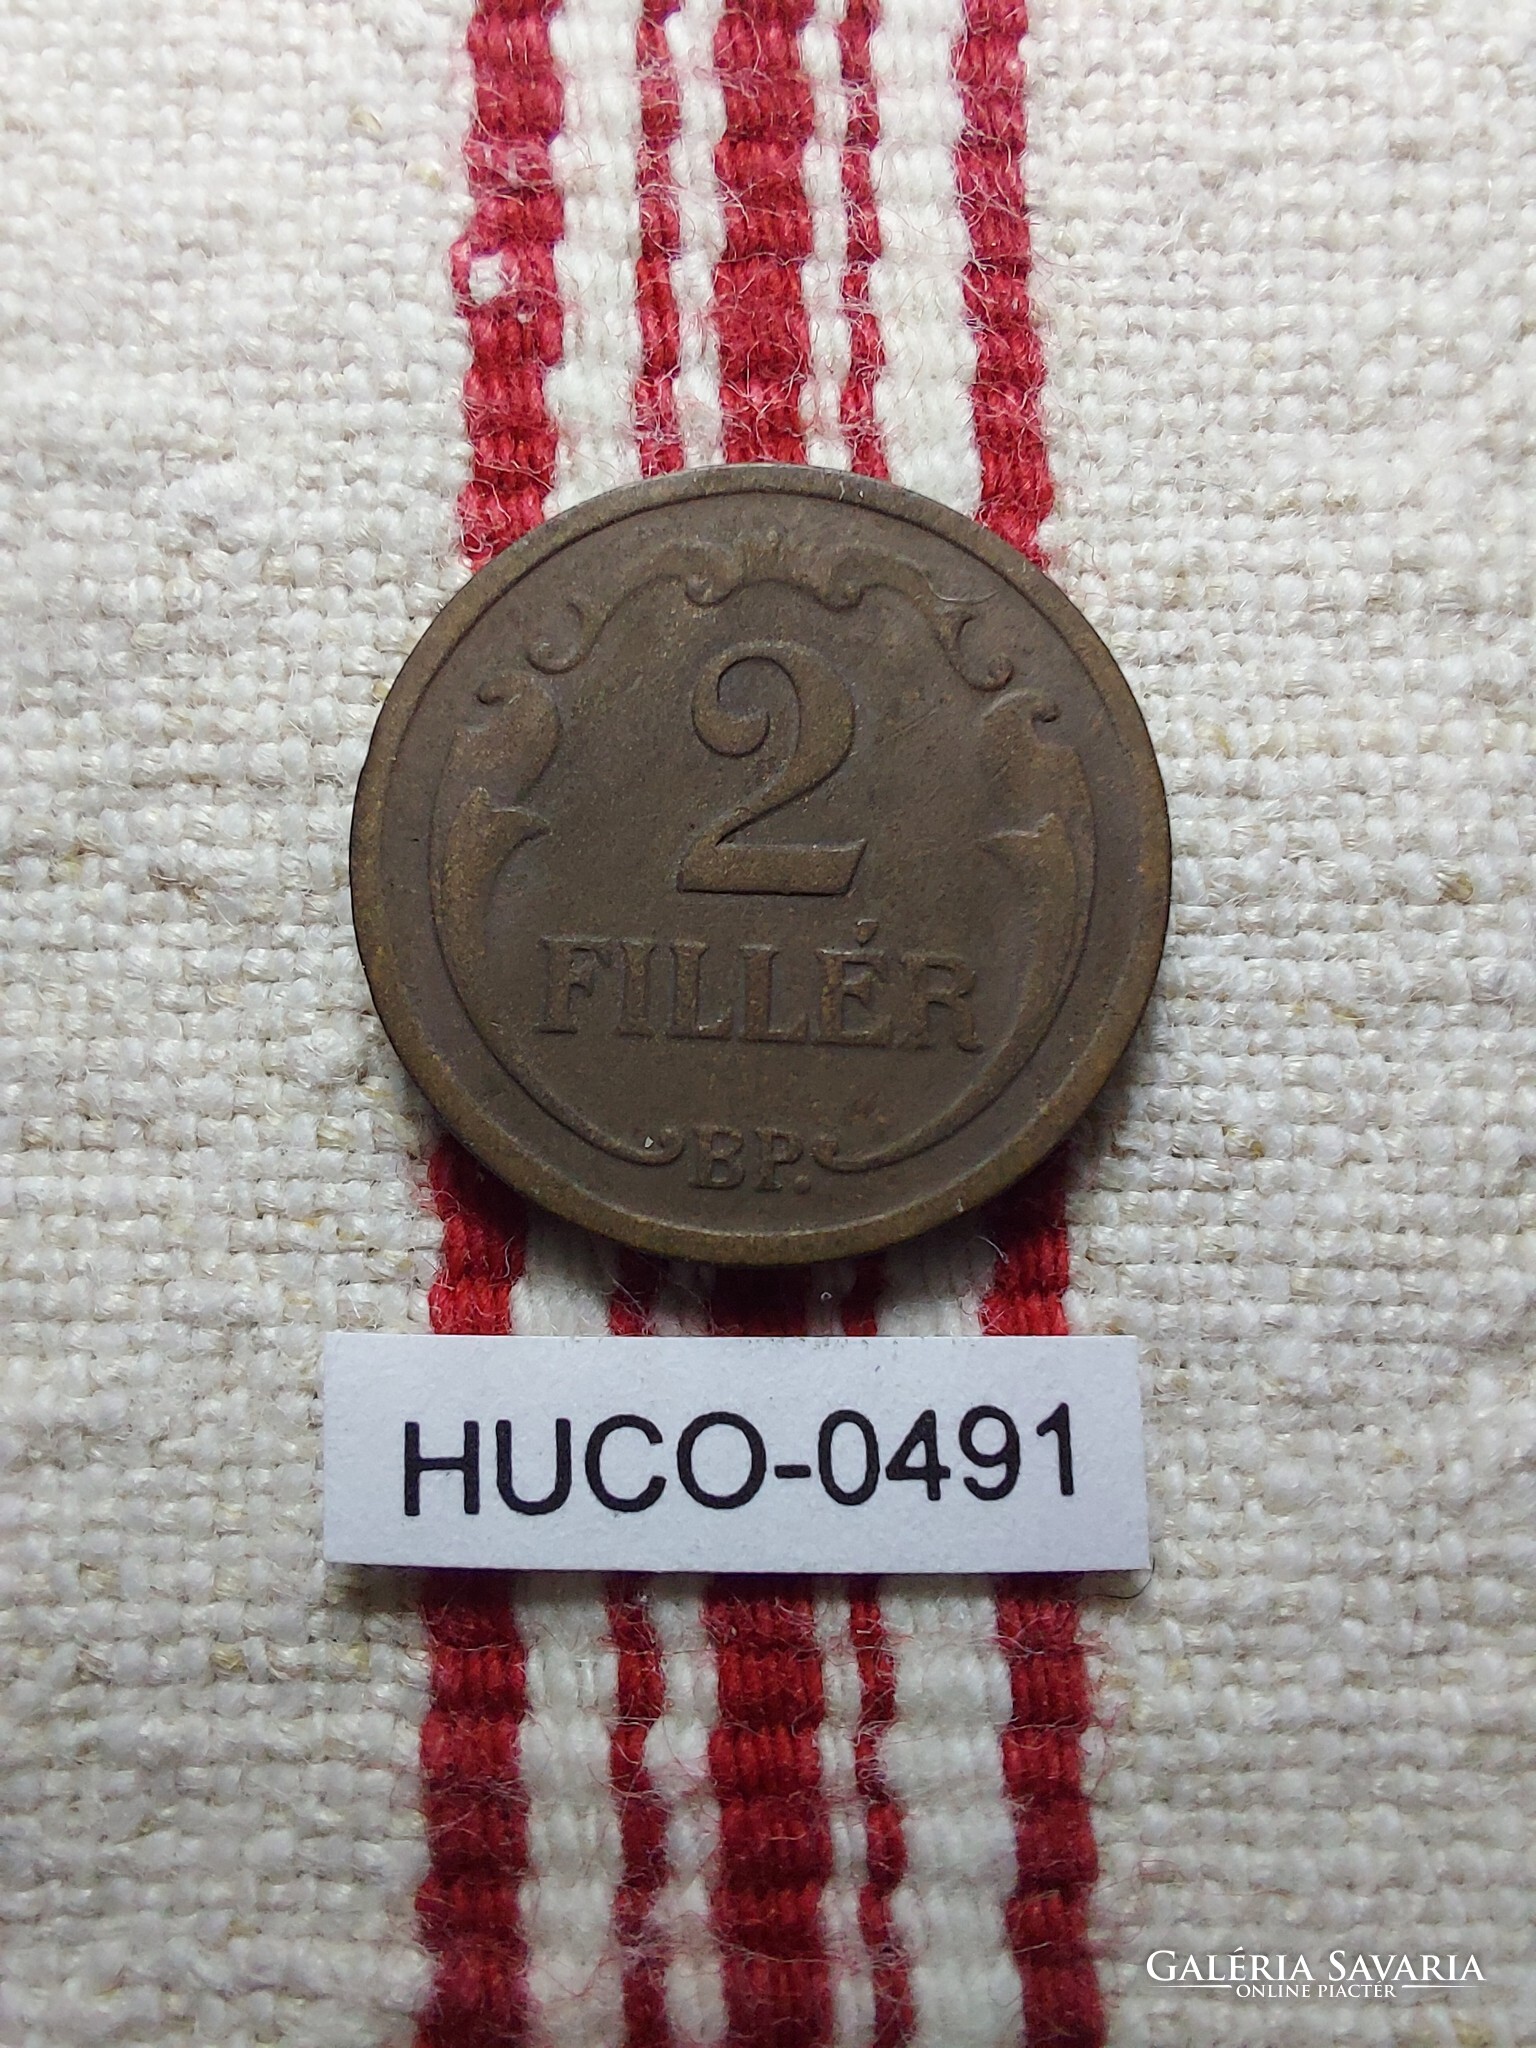 2
FILLÉR
BP.
HUCO-0491
GALÉRIA SAVARIA
ONLINE PIACTÉR